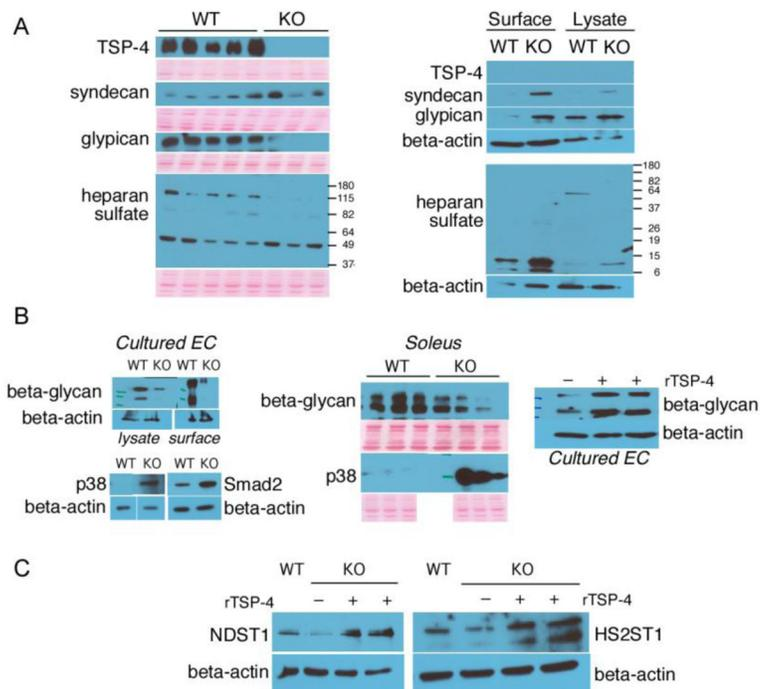 A
WT KO
TSP-4
syndecan
glypican
heparan
sulfate
180
115
82
64
49
37
Surface Lysate
WT KO WT KO
TSP-4
syndecan
glypican
beta-actin
heparan
sulfate
180
82
64
37
26
19
15
6
beta-actin
B
Cultured EC
WT KO WT KO
beta-glycan
beta-actin
lysate surface
WT KO WT KO
p38 Smad2
beta-actin beta-actin
Soleus
WT KO
beta-glycan
p38
− + + rTSP-4
beta-glycan
beta-actin
Cultured EC
C
WT KO WT KO
rTSP-4 − + + − + + rTSP-4
NDST1 HS2ST1
beta-actin beta-actin